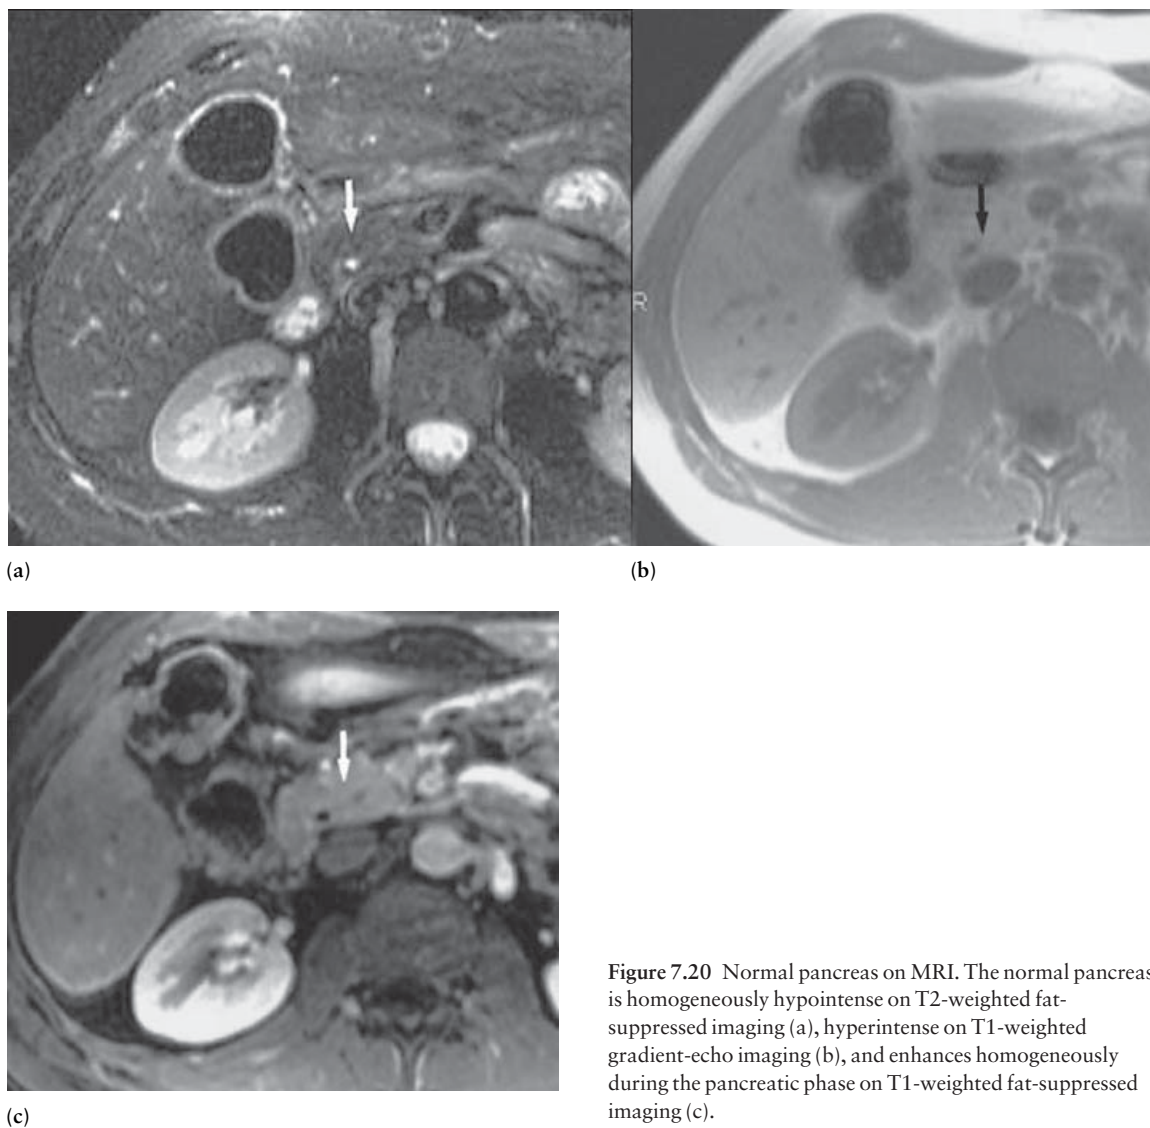 R
(a)
(b)
(c)
Figure 7.20 Normal pancreas on MRI. The normal pancreas
is homogeneously hypointense on T2-weighted fat-
suppressed imaging (a), hyperintense on T1-weighted
gradient-echo imaging (b), and enhances homogeneously
during the pancreatic phase on T1-weighted fat-suppressed
imaging (c).